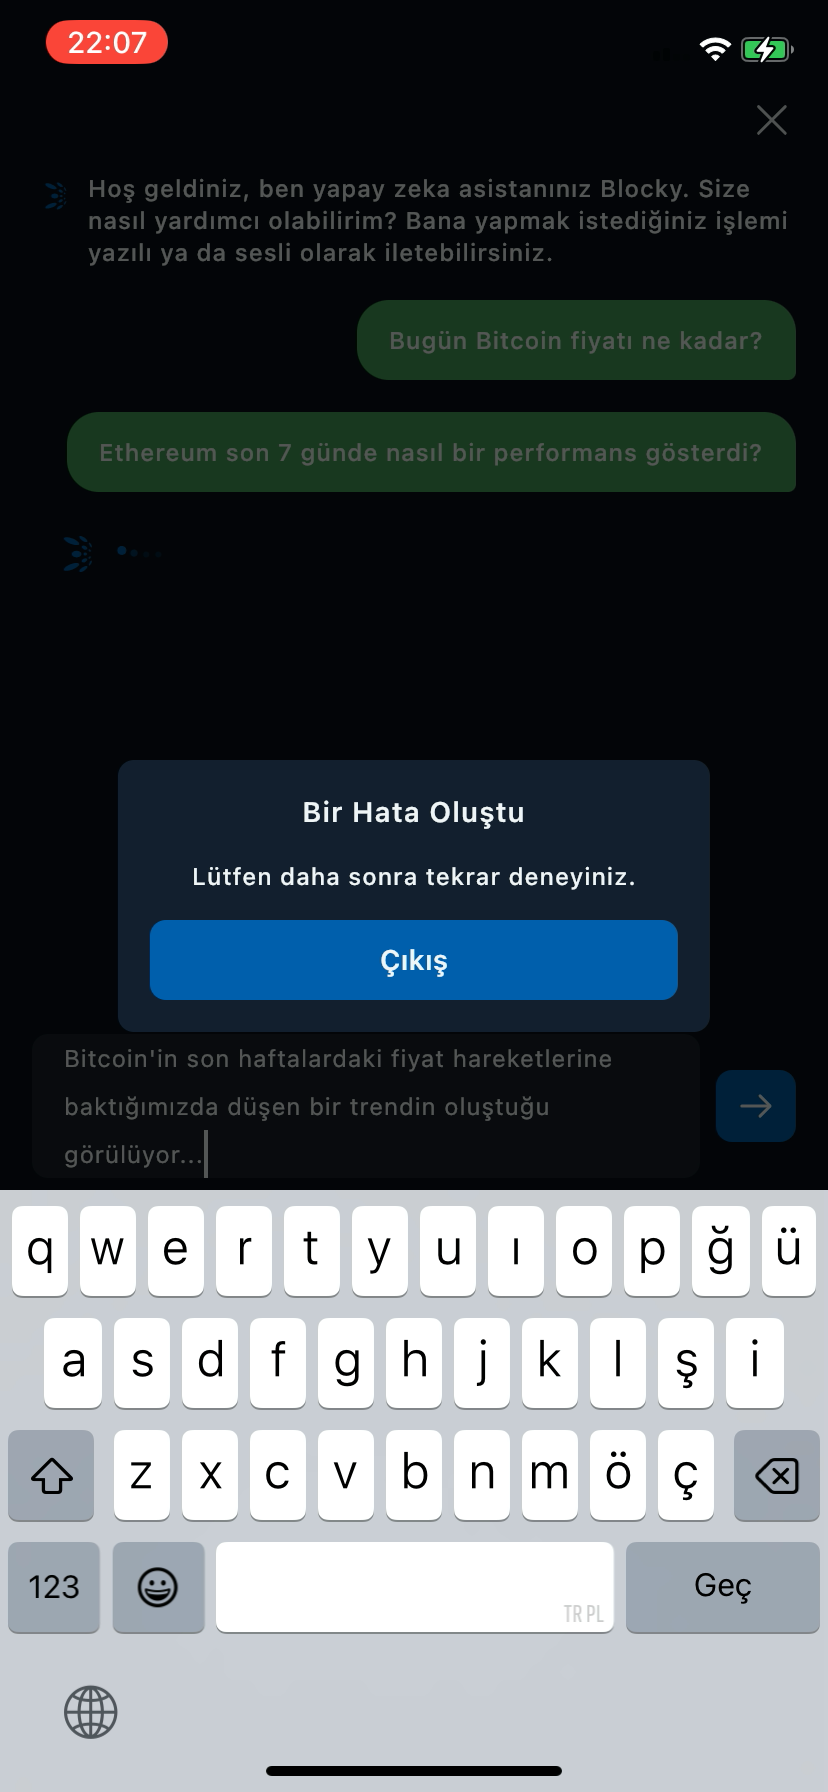 22:07
Hoş geldiniz, ben yapay zeka asistanınız Blocky. Size
nasıl yardımcı olabilirim? Bana yapmak istediğiniz işlemi
yazılı ya da sesli olarak iletebilirsiniz.
Bugün Bitcoin fiyatı ne kadar?
Ethereum son 7 günde nasıl bir performans gösterdi?
Bir Hata Oluştu
Lütfen daha sonra tekrar deneyiniz.
Çıkış
Bitcoin'in son haftalardaki fiyat hareketlerine
baktığımızda düşen bir trendin oluştuğu
görülüyor...
q w e r t y u ı o p ğ ü
a s d f g h j k l ş i
z x c v b n m ö ç
123
TR PL
Geç